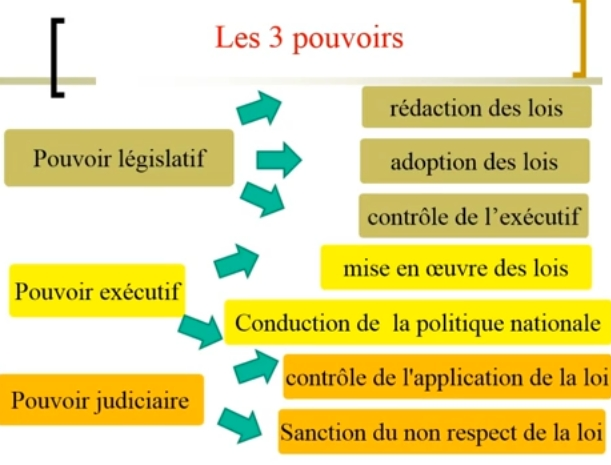 Les 3 pouvoirs
rédaction des lois
Pouvoir législatif
adoption des lois
contrôle de l’exécutif
mise en œuvre des lois
Pouvoir exécutif
Conduction de la politique nationale
contrôle de l'application de la loi
Pouvoir judiciaire
Sanction du non respect de la loi